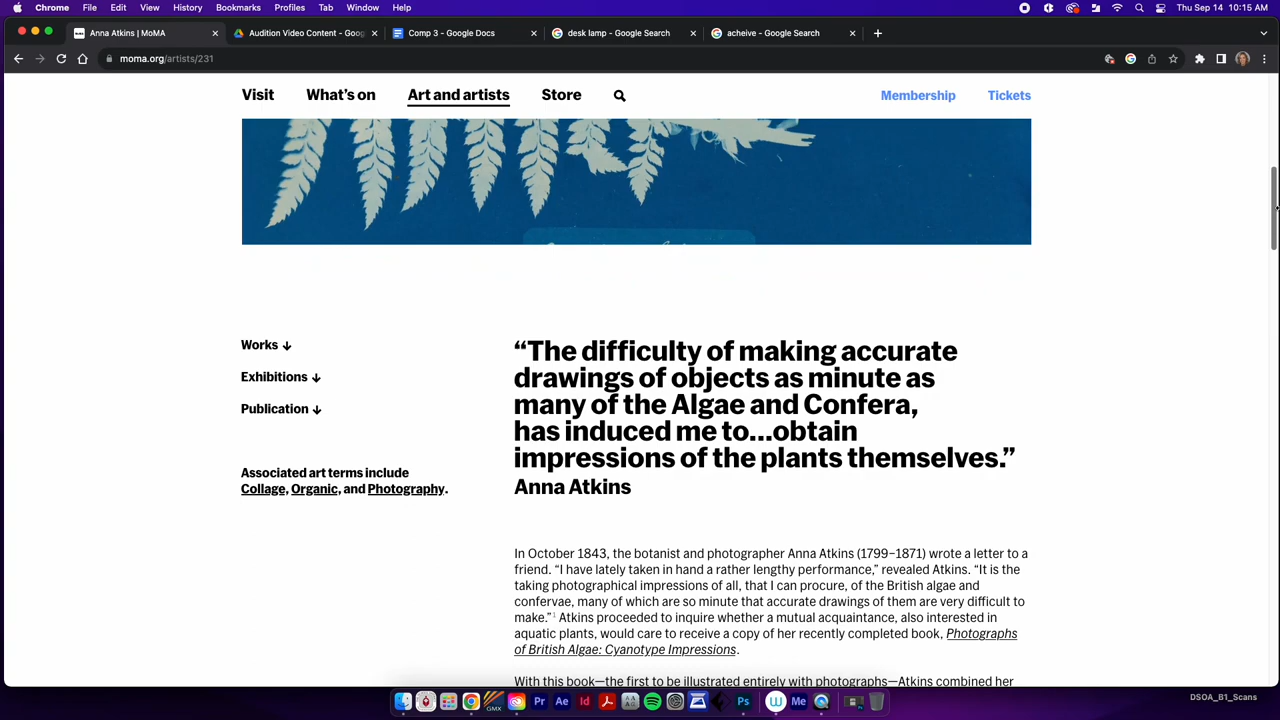 Chrome File Edit View History Bookmarks Profiles Tab Window Help Thu Sep 14 10:15 AM
Anna Atkins | MoMA Audition Video Content - Goog Comp 3 - Google Docs desk lamp - Google Search acheive - Google Search
moma.org/artists/231
Visit What's on Art and artists Store Membership Tickets
Works ↓
Exhibitions ↓
Publication ↓
Associated art terms include
Collage, Organic, and Photography.
“The difficulty of making accurate
drawings of objects as minute as
many of the Algae and Confera,
has induced me to...obtain
impressions of the plants themselves.”
Anna Atkins
In October 1843, the botanist and photographer Anna Atkins (1799–1871) wrote a letter to a
friend. “I have lately taken in hand a rather lengthy performance,” revealed Atkins. “It is the
taking photographical impressions of all, that I can procure, of the British algae and
confervae, many of which are so minute that accurate drawings of them are very difficult to
make.”1 Atkins proceeded to inquire whether a mutual acquaintance, also interested in
aquatic plants, would care to receive a copy of her recently completed book, Photographs
of British Algae: Cyanotype Impressions.
With this book—the first to be illustrated entirely with photographs—Atkins combined her
GMX Pr Ae Id Ps W Me
DSOA_B1_Scans